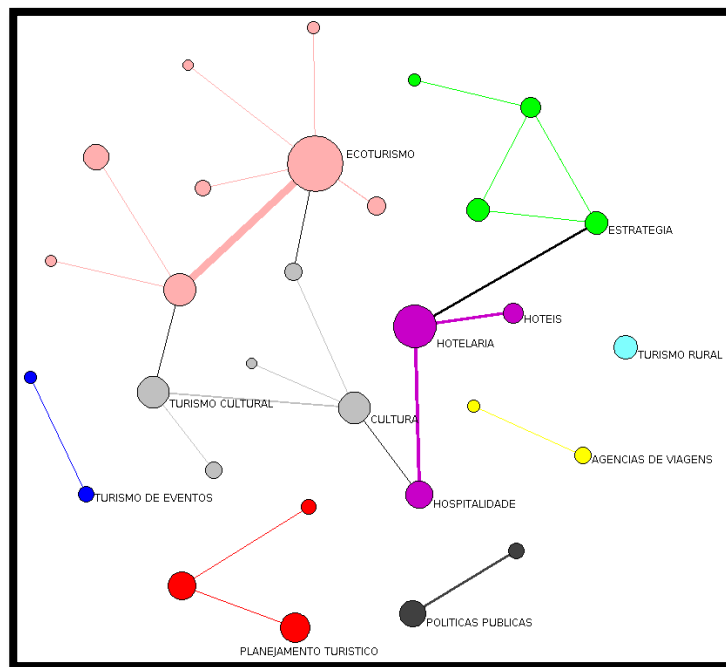 ECOTURISMO
ESTRATEGIA
HOTEIS
HOTELARIA
TURISMO RURAL
TURISMO CULTURAL
CULTURA
AGENCIAS DE VIAGENS
TURISMO DE EVENTOS
HOSPITALIDADE
POLITICAS PUBLICAS
PLANEJAMENTO TURISTICO